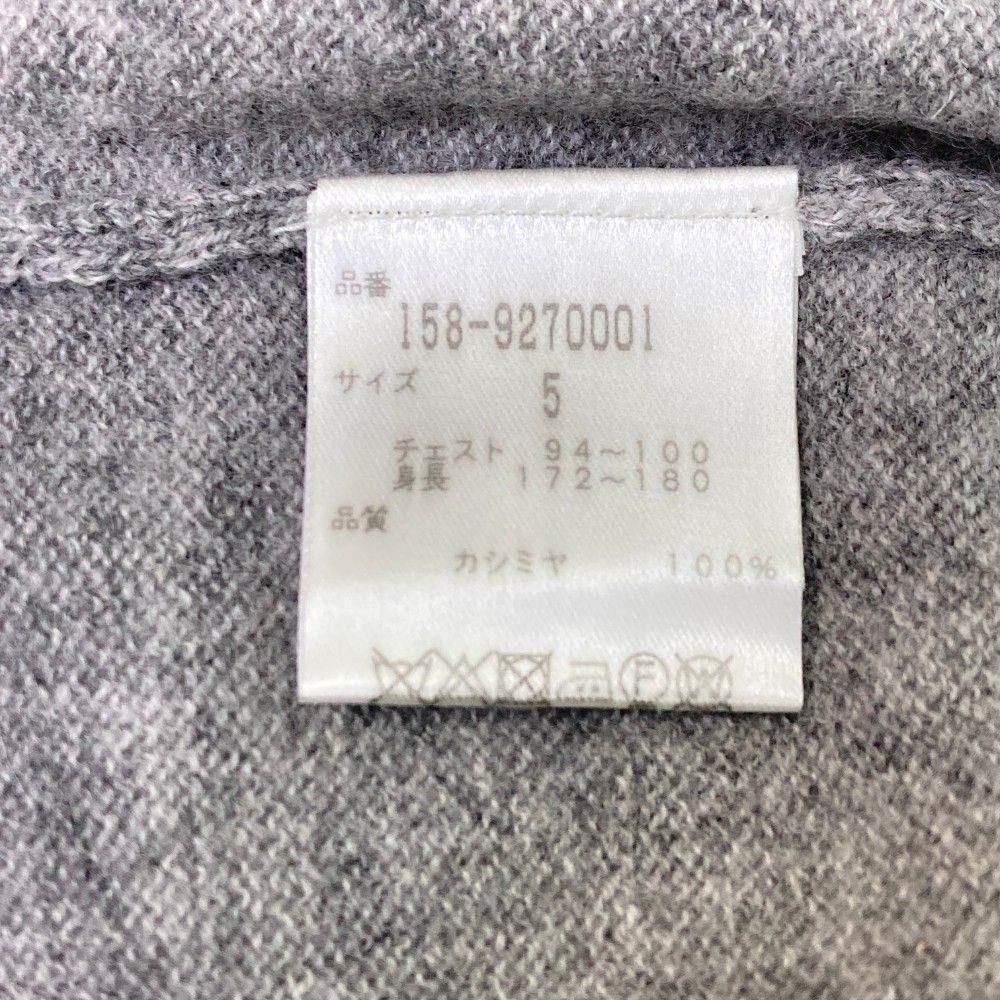 品番
158-9270001
サイズ 5
チェスト 94～100
身長 172～180
品質
カシミヤ 100%
F